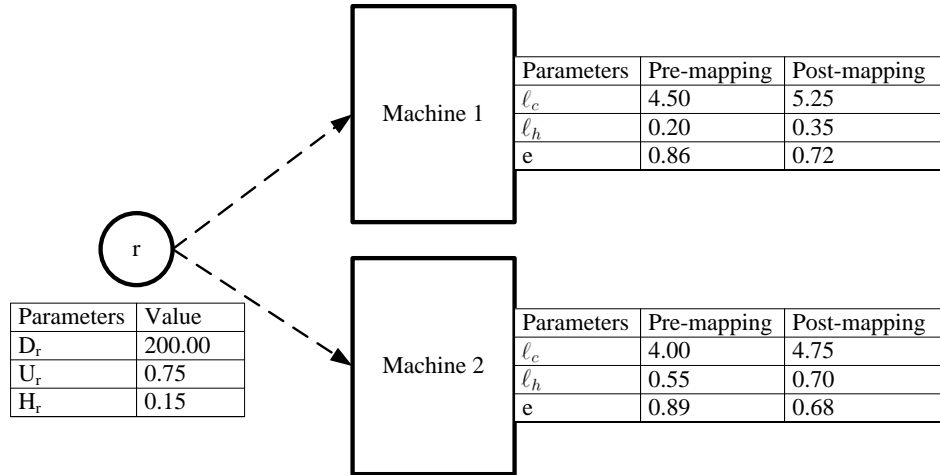 Machine 1
Parameters Pre-mapping Post-mapping
ℓc 4.50 5.25
ℓh 0.20 0.35
e 0.86 0.72
r
Parameters Value
Dr 200.00
Ur 0.75
Hr 0.15
Machine 2
Parameters Pre-mapping Post-mapping
ℓc 4.00 4.75
ℓh 0.55 0.70
e 0.89 0.68